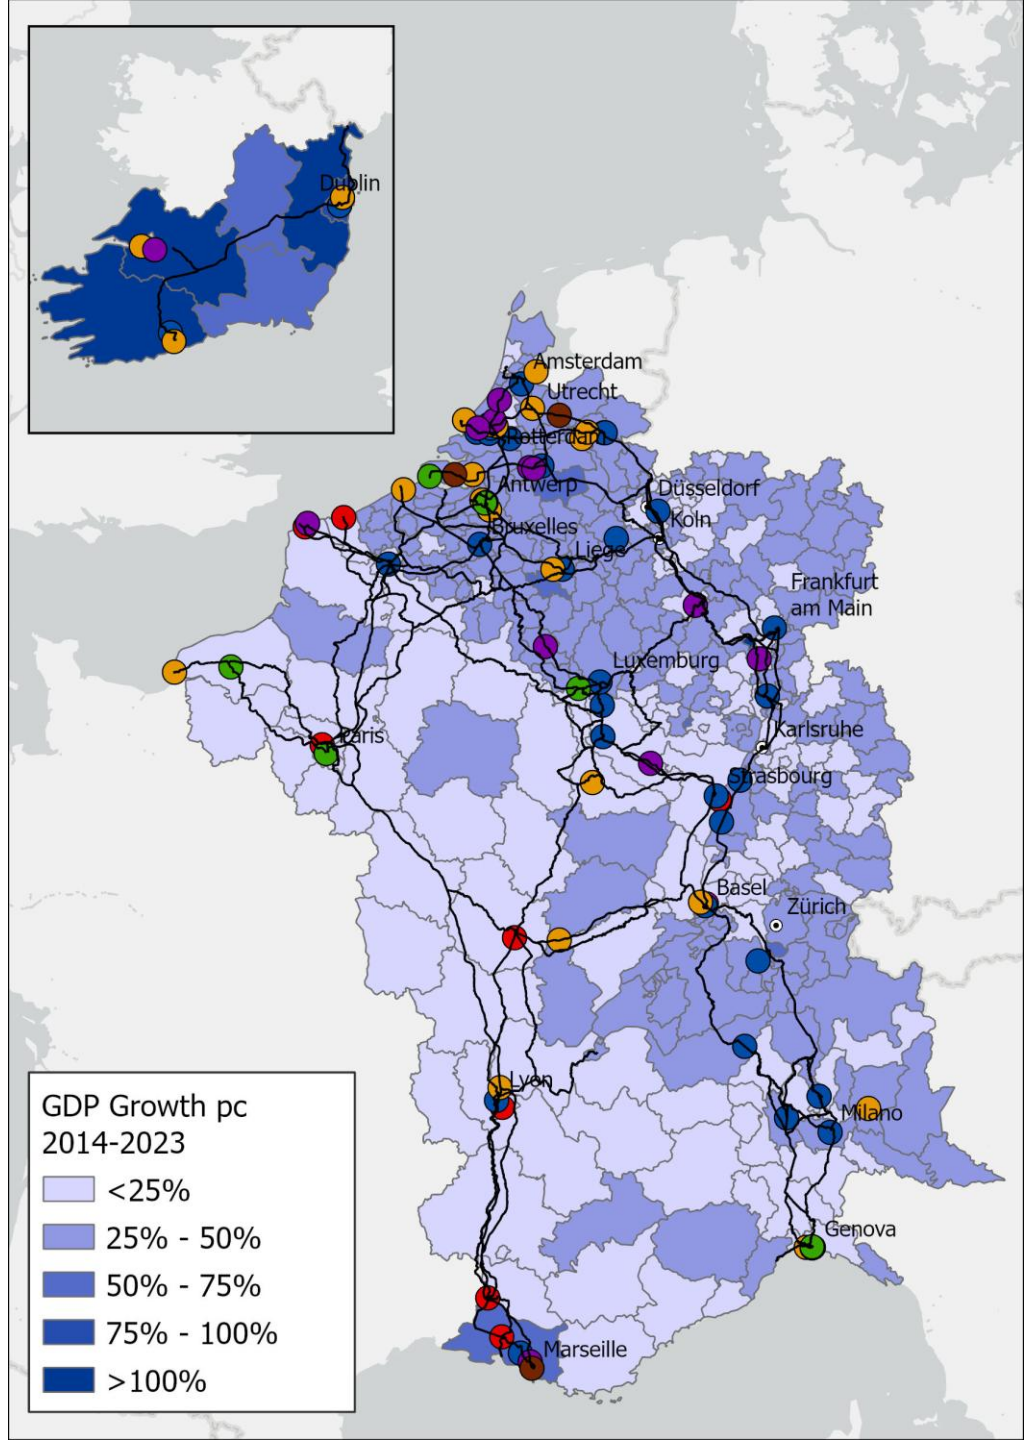 Dublin
Amsterdam
Utrecht
Rotterdam
Antwerp
Düsseldorf
Koln
Bruxelles
Liege
Frankfurt
am Main
Luxemburg
Paris
Karlsruhe
Strasbourg
Basel
Zürich
Lyon
Milano
Genova
Marseille
GDP Growth pc
2014-2023
<25%
25% - 50%
50% - 75%
75% - 100%
>100%